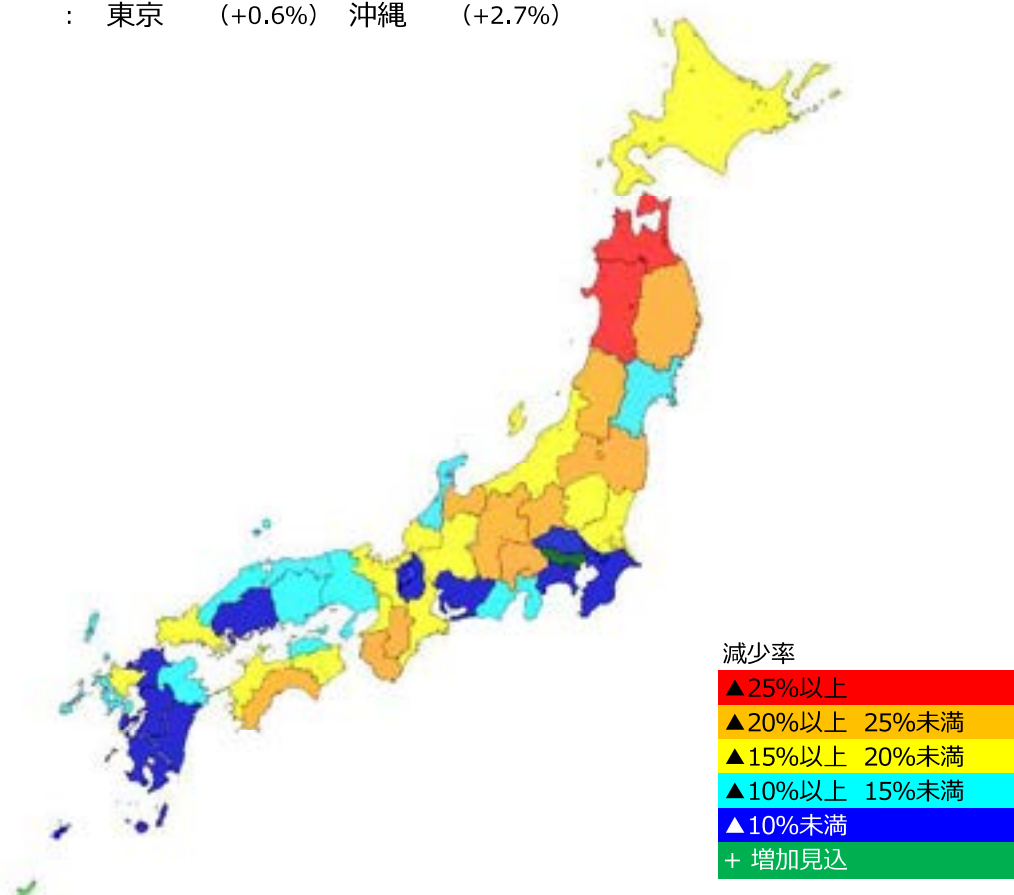 : 東京 (+0.6%) 沖縄 (+2.7%)
減少率
▲25%以上
▲20%以上 25%未満
▲15%以上 20%未満
▲10%以上 15%未満
▲10%未満
+ 増加見込